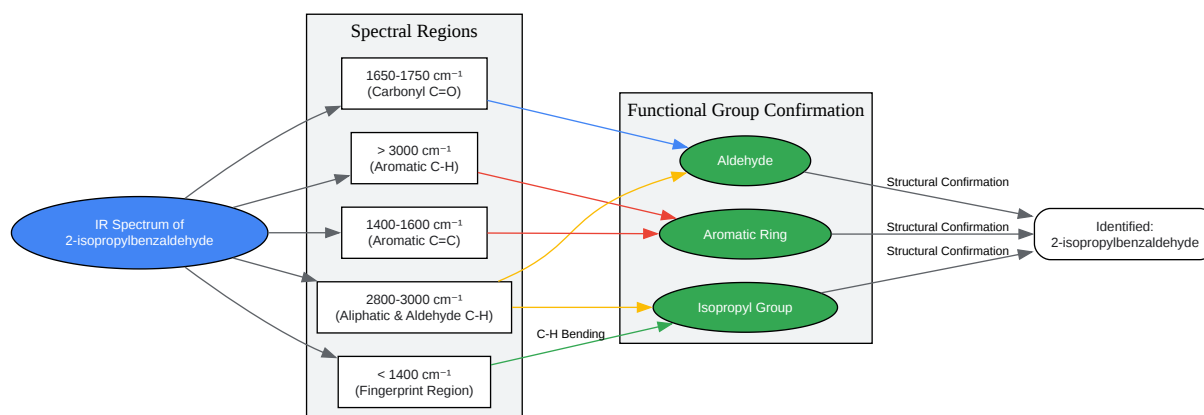 Spectral Regions
1650-1750 cm⁻¹
(Carbonyl C=O)
> 3000 cm⁻¹
(Aromatic C-H)
1400-1600 cm⁻¹
(Aromatic C=C)
2800-3000 cm⁻¹
(Aliphatic & Aldehyde C-H)
< 1400 cm⁻¹
(Fingerprint Region)
IR Spectrum of
2-isopropylbenzaldehyde
C-H Bending
Functional Group Confirmation
Aldehyde
Aromatic Ring
Isopropyl Group
Structural Confirmation
Structural Confirmation
Structural Confirmation
Identified:
2-isopropylbenzaldehyde